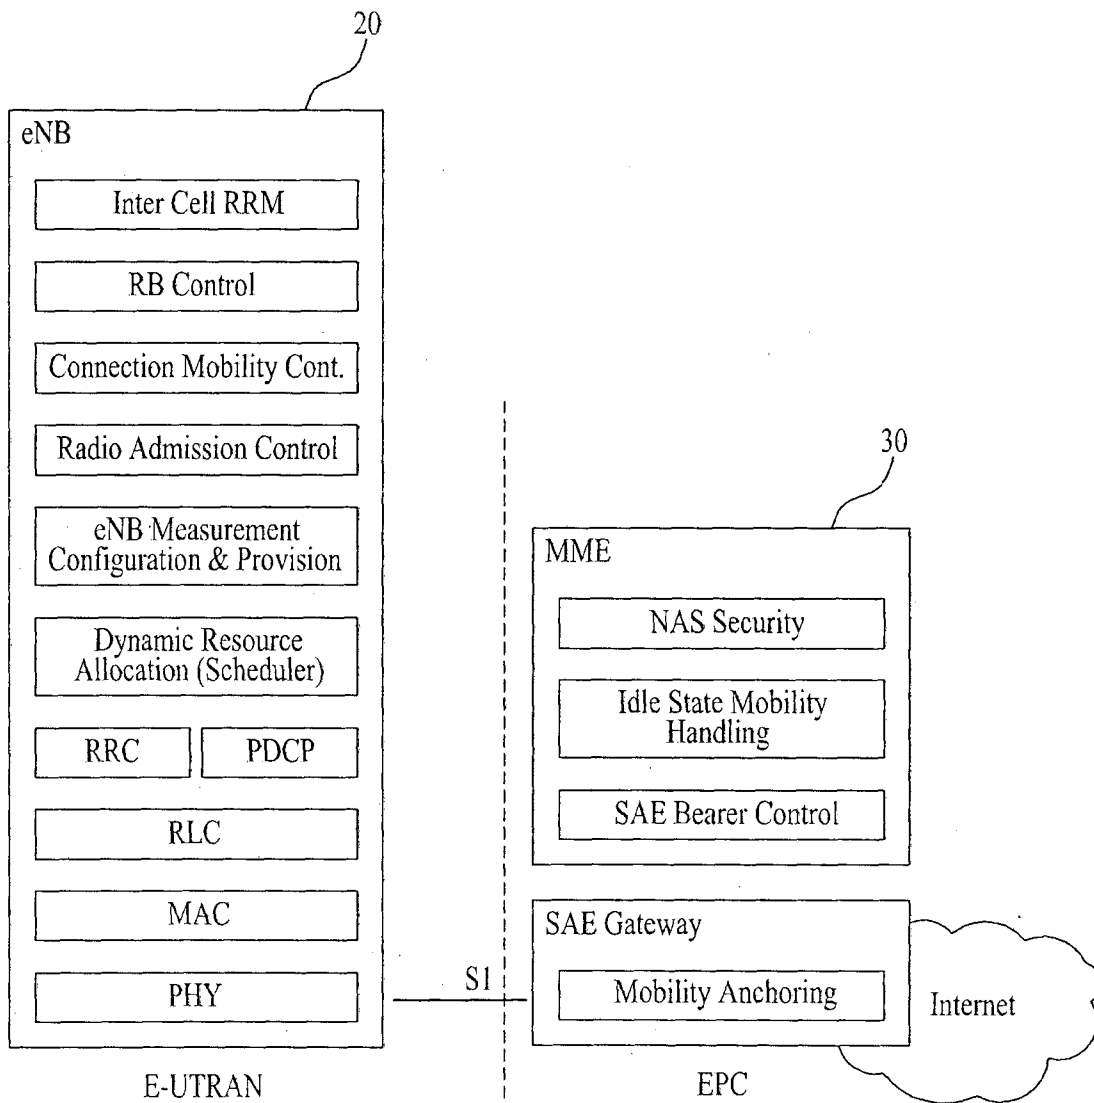 20
eNB
Inter Cell RRM
RB Control
Connection Mobility Cont.
Radio Admission Control
eNB Measurement
Configuration & Provision
Dynamic Resource
Allocation (Scheduler)
RRC
PDCP
RLC
MAC
PHY
E-UTRAN
S1
30
MME
NAS Security
Idle State Mobility
Handling
SAE Bearer Control
SAE Gateway
Mobility Anchoring
Internet
EPC